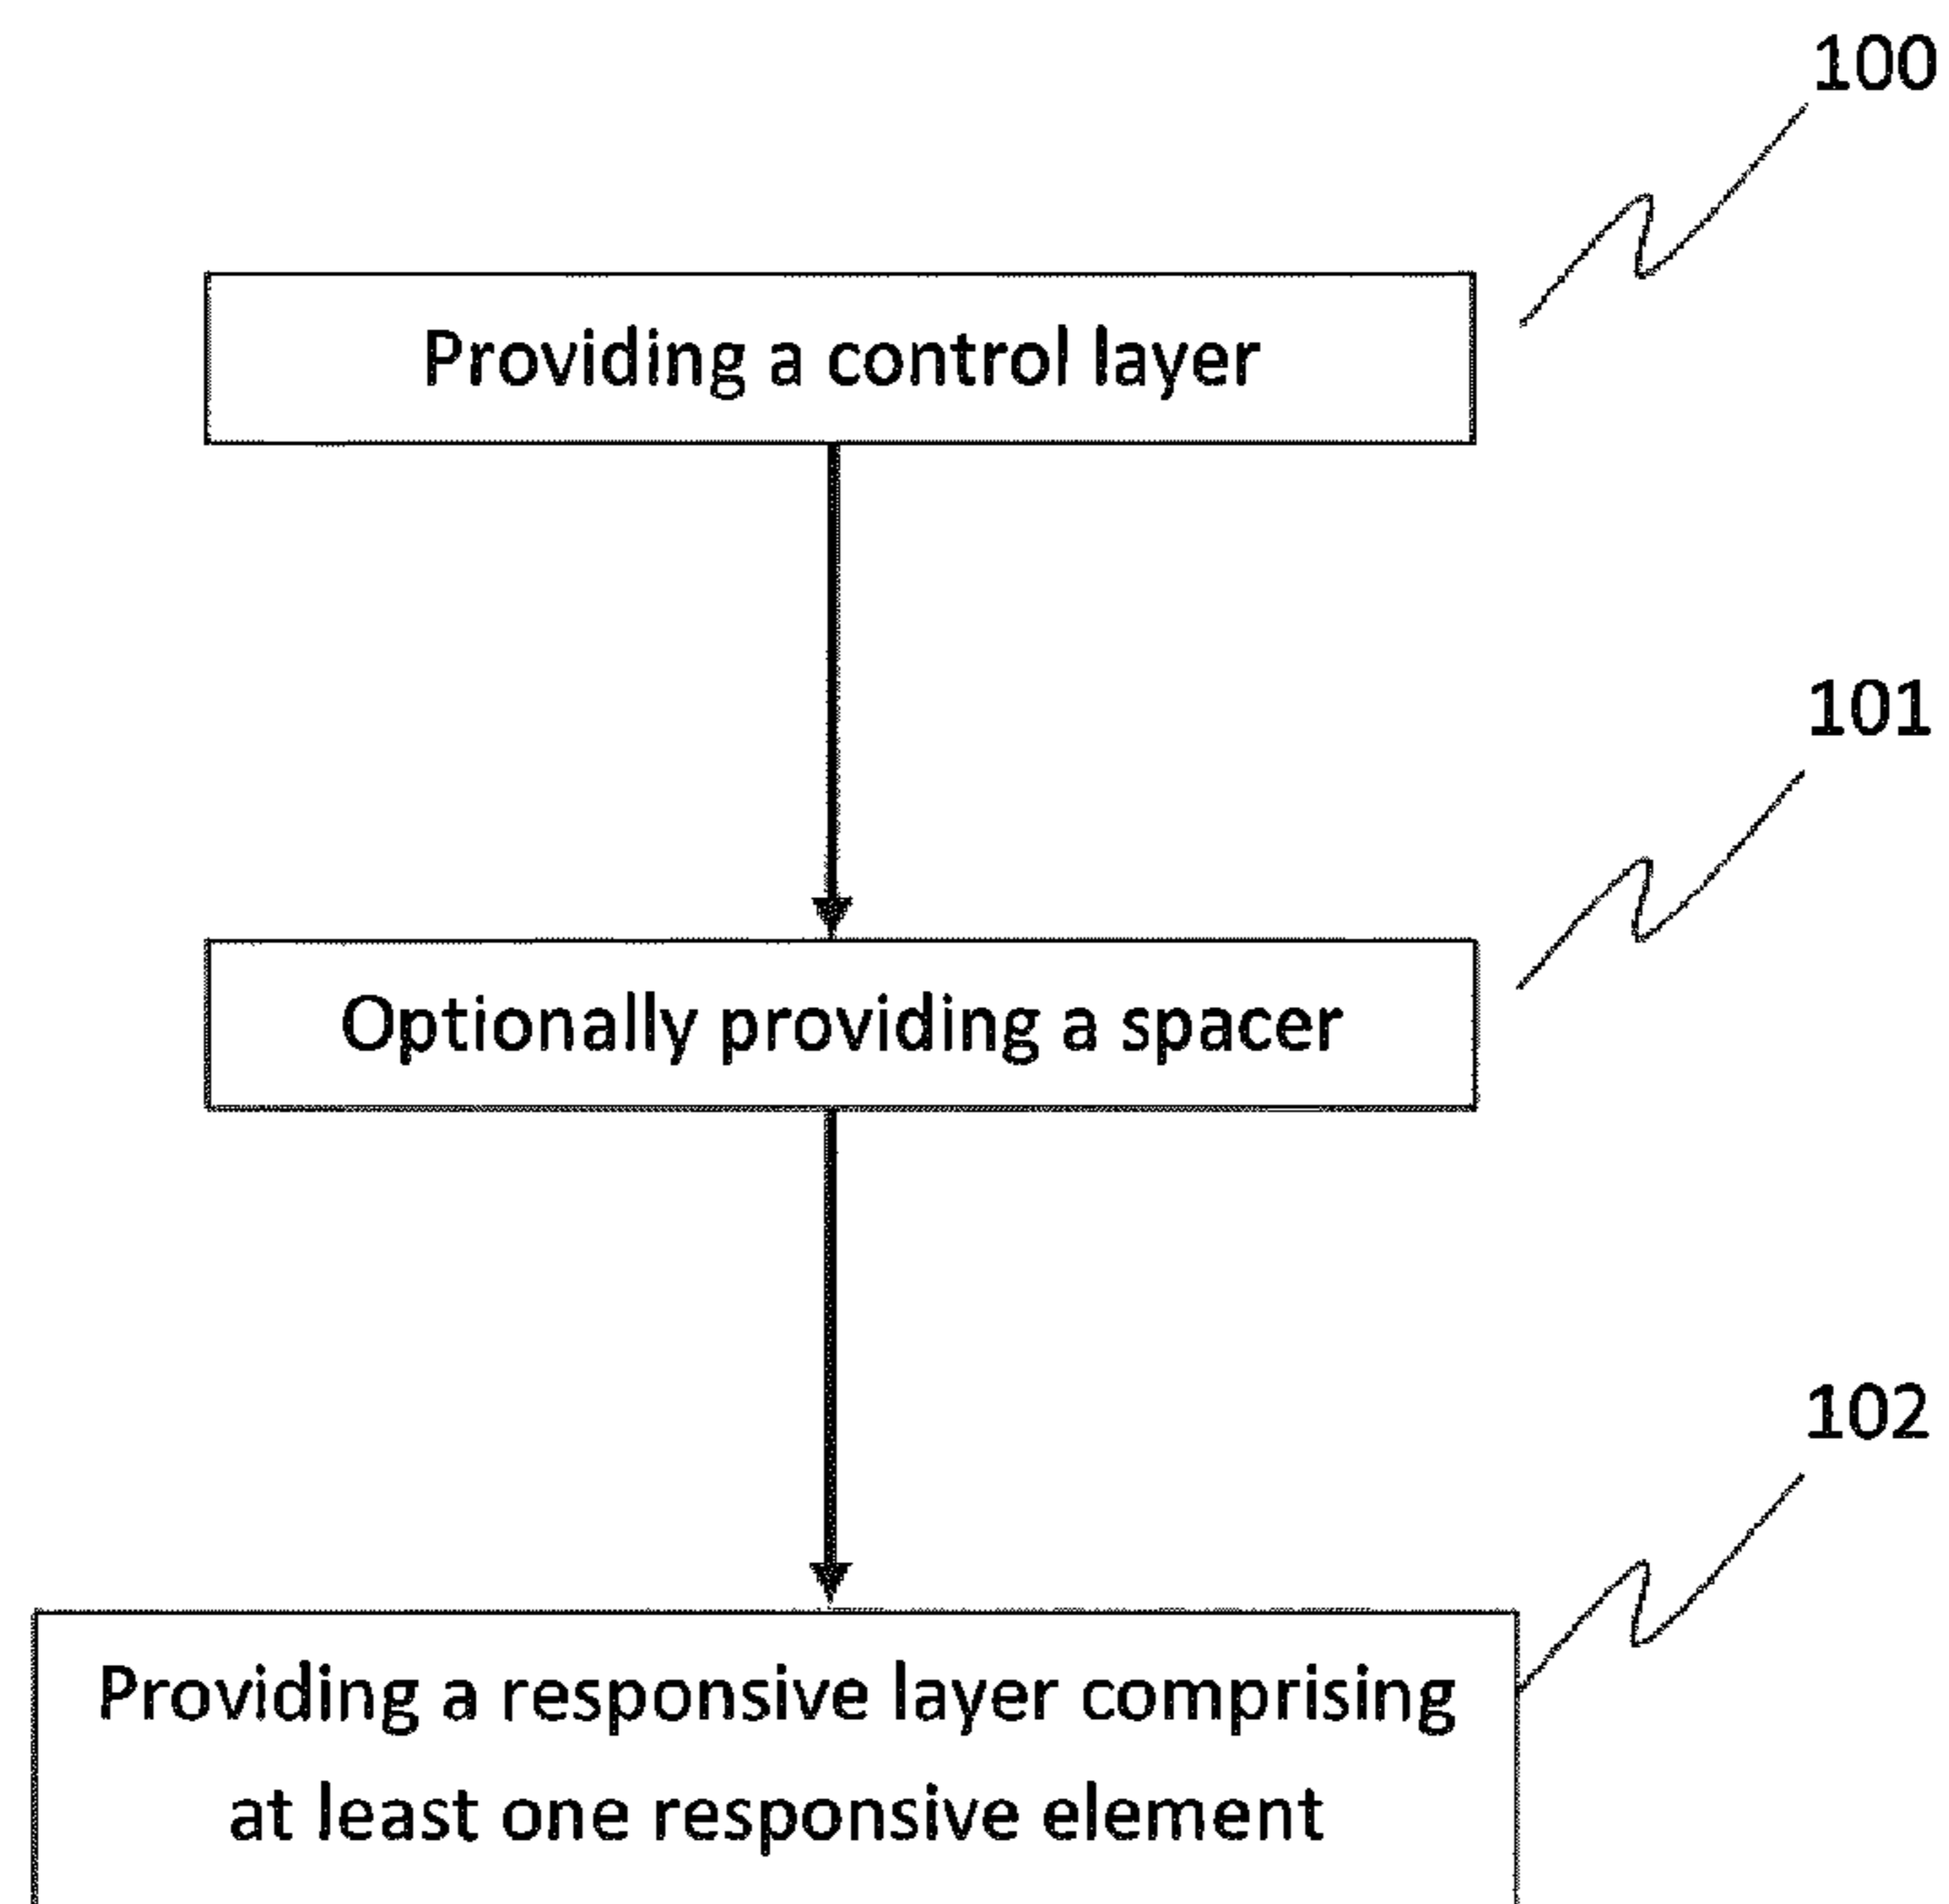 100
Providing a control layer
101
Optionally providing a spacer
102
Providing a responsive layer comprising
at least one responsive element